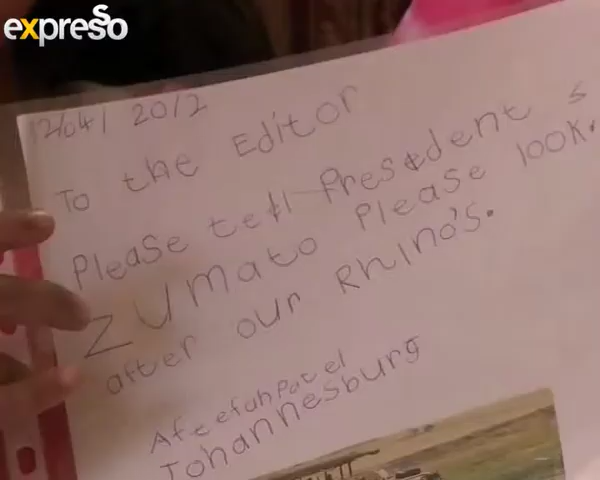 expresso
12/04/ 2012
To the Editor
Please tell President s
Zuma to Please look.
after our Rhino's.
Afeefah Patel
Johannesburg